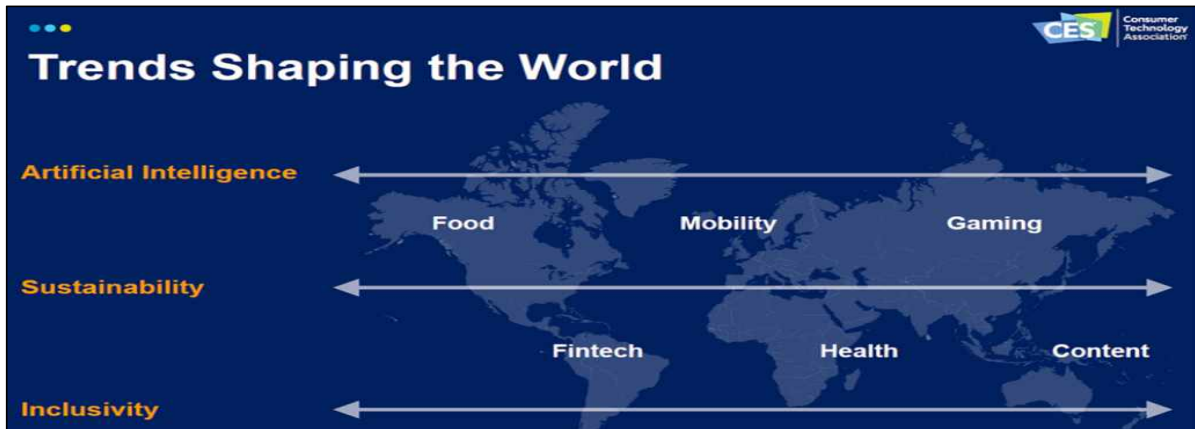 CES
Consumer
Technology
Association
Trends Shaping the World
Artificial Intelligence
Food Mobility Gaming
Sustainability
Fintech Health Content
Inclusivity